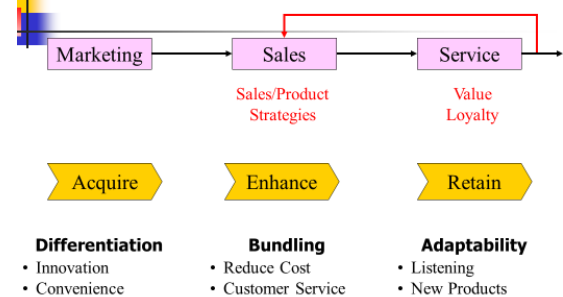 Marketing
Sales
Service
Sales/Product
Strategies
Value
Loyalty
Acquire
Enhance
Retain
Differentiation
• Innovation
• Convenience
Bundling
• Reduce Cost
• Customer Service
Adaptability
• Listening
• New Products